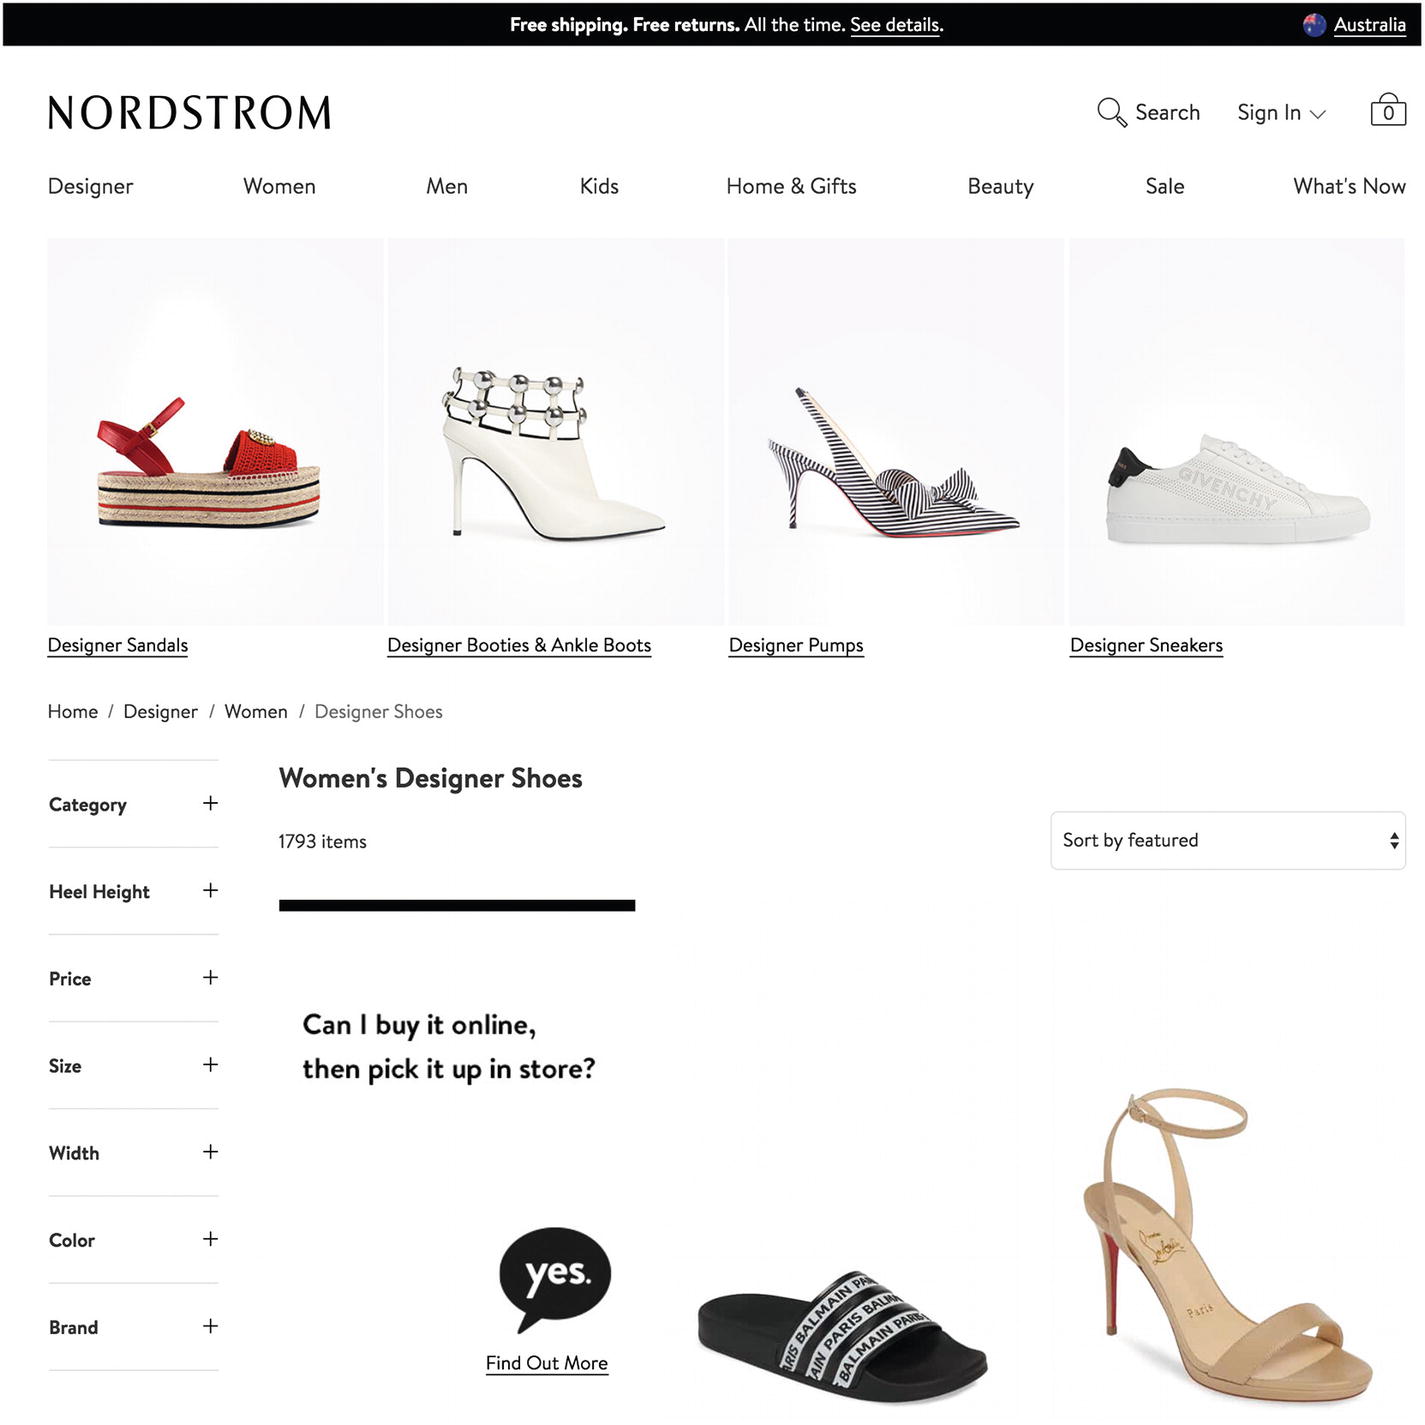 Free shipping. Free returns. All the time. See details.
Australia
NORDSTROM
Search
Sign In
0
Designer
Women
Men
Kids
Home & Gifts
Beauty
Sale
What's Now
GIVENCHY
Designer Sandals
Designer Booties & Ankle Boots
Designer Pumps
Designer Sneakers
Home / Designer / Women / Designer Shoes
Category
Heel Height
Price
Size
Width
Color
Brand
Women's Designer Shoes
1793 items
Sort by featured
Can I buy it online,
then pick it up in store?
yes.
Find Out More
ARIS BALMAIN PA
AIN PARIS BALM
BALMAIN PARIS
Paris